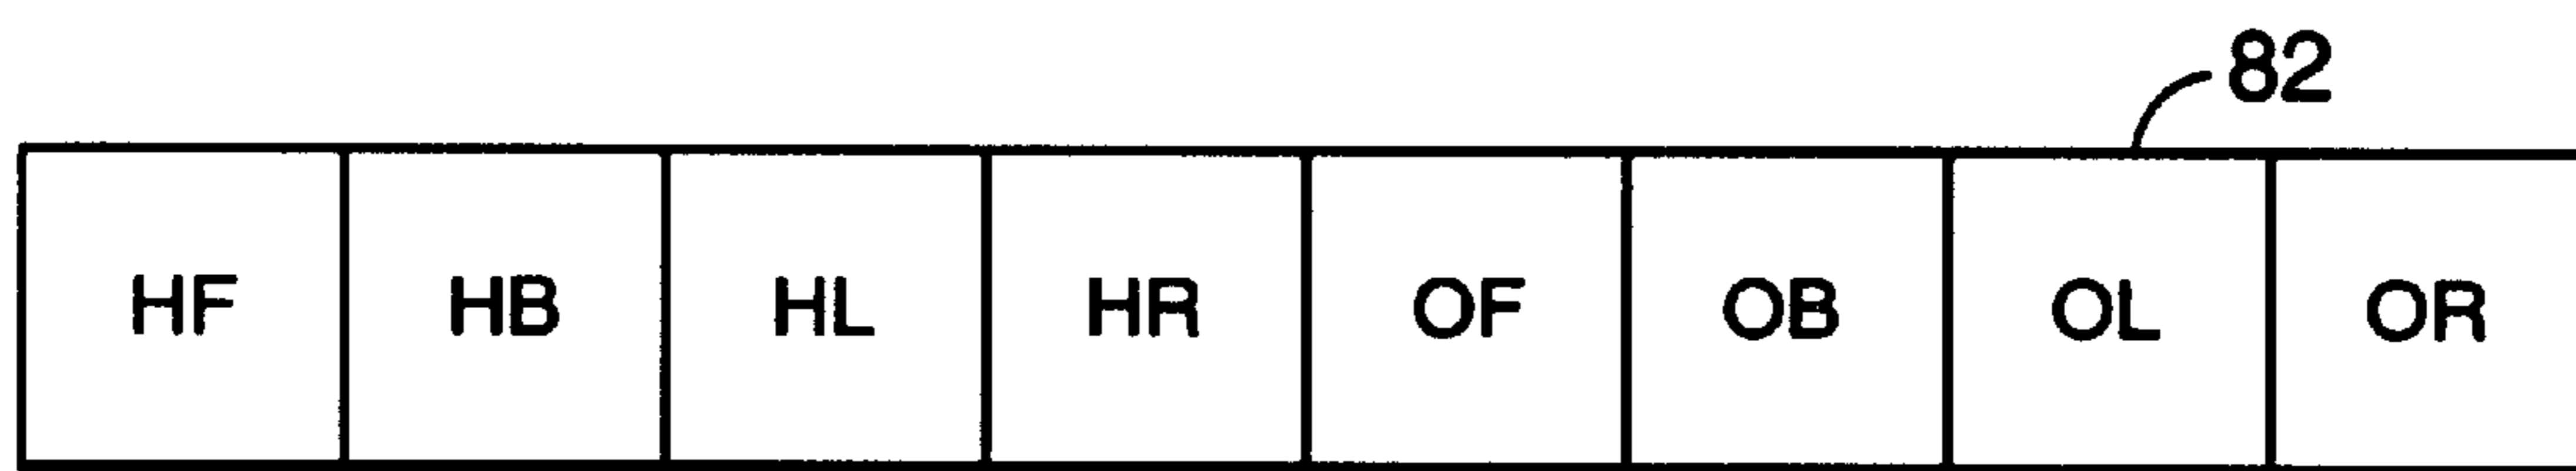 82
HF HB HL HR OF OB OL OR